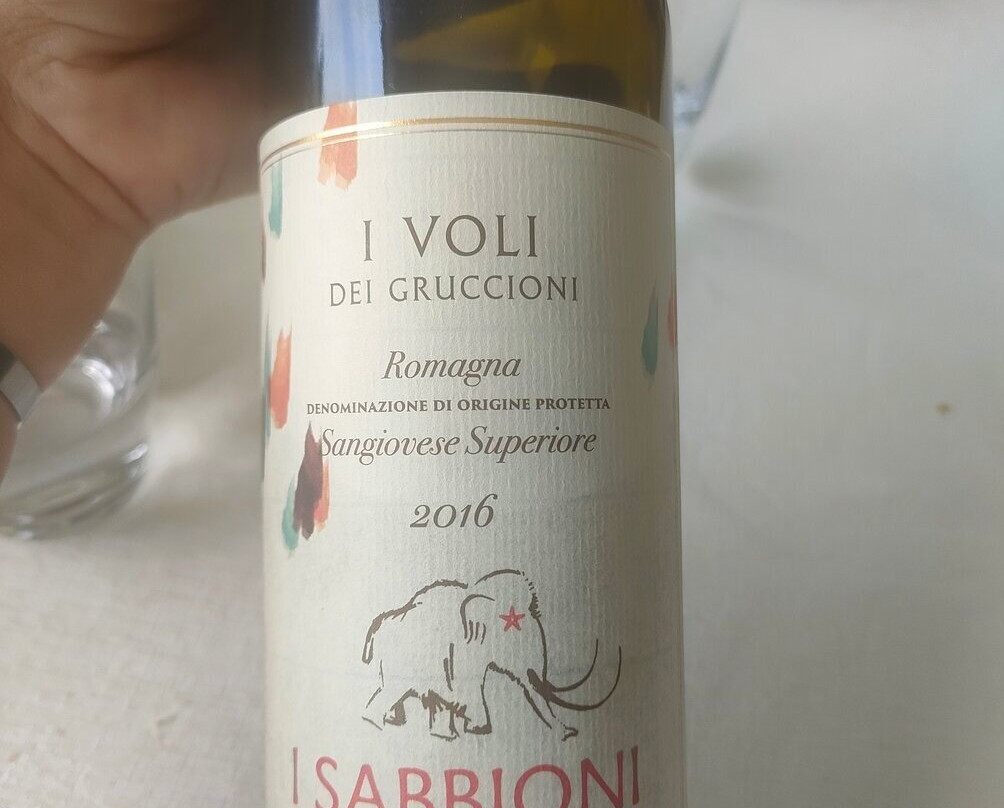 I VOLI
DEI GRUCCIONI
Romagna
DENOMINAZIONE DI ORIGINE PROTETTA
Sangiovese Superiore
2016
I SABBIONI